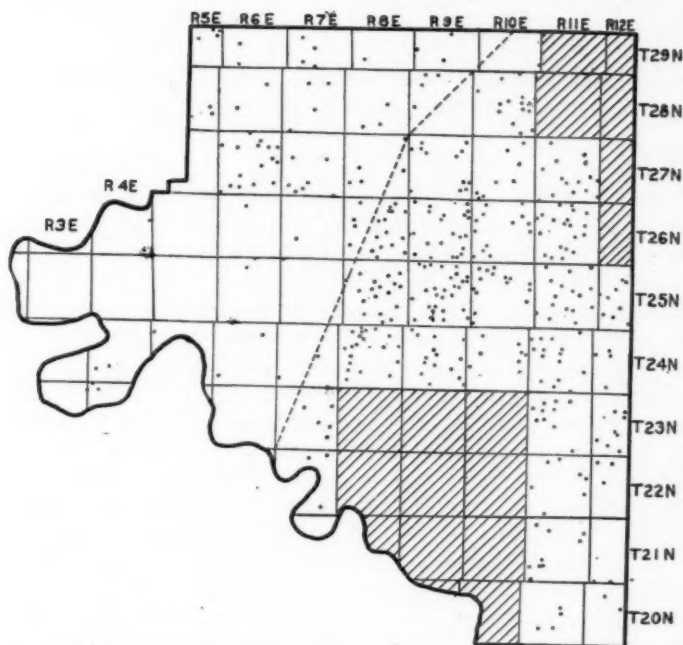 R5E R6E R7E R8E R9E R10E R11E R12E
T29N
T28N
T27N
R4E
R3E
T26N
T25N
T24N
T23N
T22N
T21N
T20N